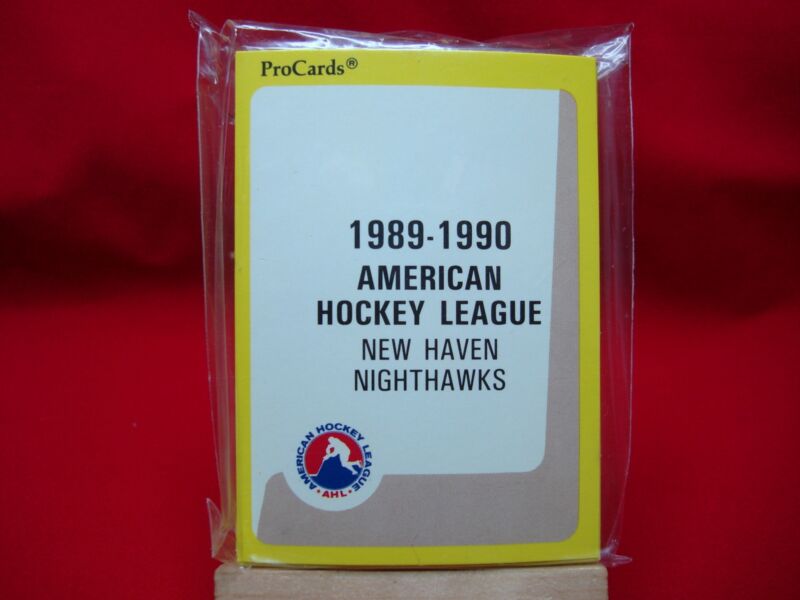 ProCards®
1989-1990
AMERICAN
HOCKEY LEAGUE
NEW HAVEN
NIGHTHAWKS
AMERICAN HOCKEY LEAGUE
• AHL •